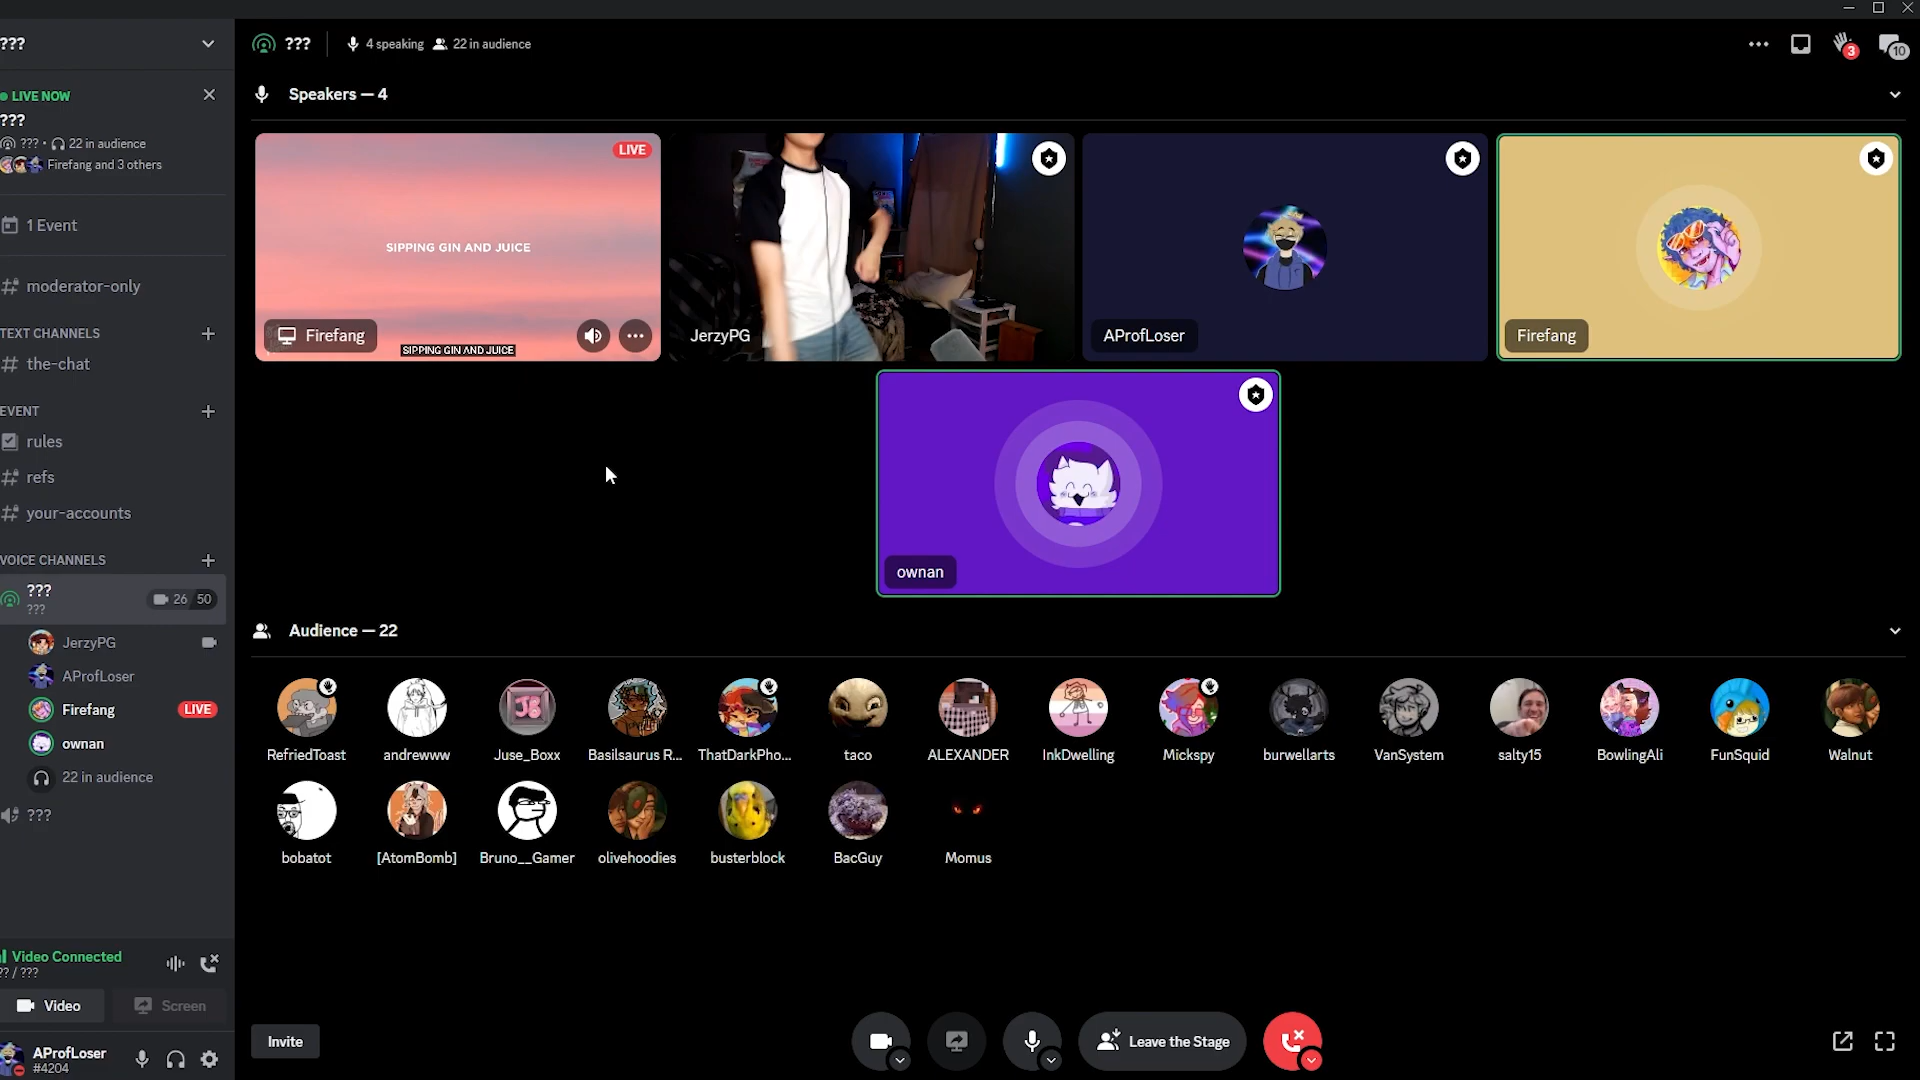 ???
LIVE NOW
???
??? • 22 in audience
Firefang and 3 others
1 Event
moderator-only
TEXT CHANNELS
the-chat
EVENT
rules
refs
your-accounts
VOICE CHANNELS
???
???
26 50
JerzyPG
AProfLoser
Firefang
LIVE
ownan
22 in audience
???
Video Connected
?? / ???
Video
Screen
AProfLoser
#4204
???
4 speaking
22 in audience
3
10
Speakers — 4
LIVE
SIPPING GIN AND JUICE
Firefang
SIPPING GIN AND JUICE
JerzyPG
AProfLoser
Firefang
ownan
Audience — 22
RefriedToast
andrewww
Juse_Boxx
Basilsaurus R...
ThatDarkPho...
taco
ALEXANDER
InkDwelling
Mickspy
burwellarts
VanSystem
salty15
BowlingAli
FunSquid
Walnut
bobatot
[AtomBomb]
Bruno__Gamer
olivehoodies
busterblock
BacGuy
Momus
Invite
Leave the Stage